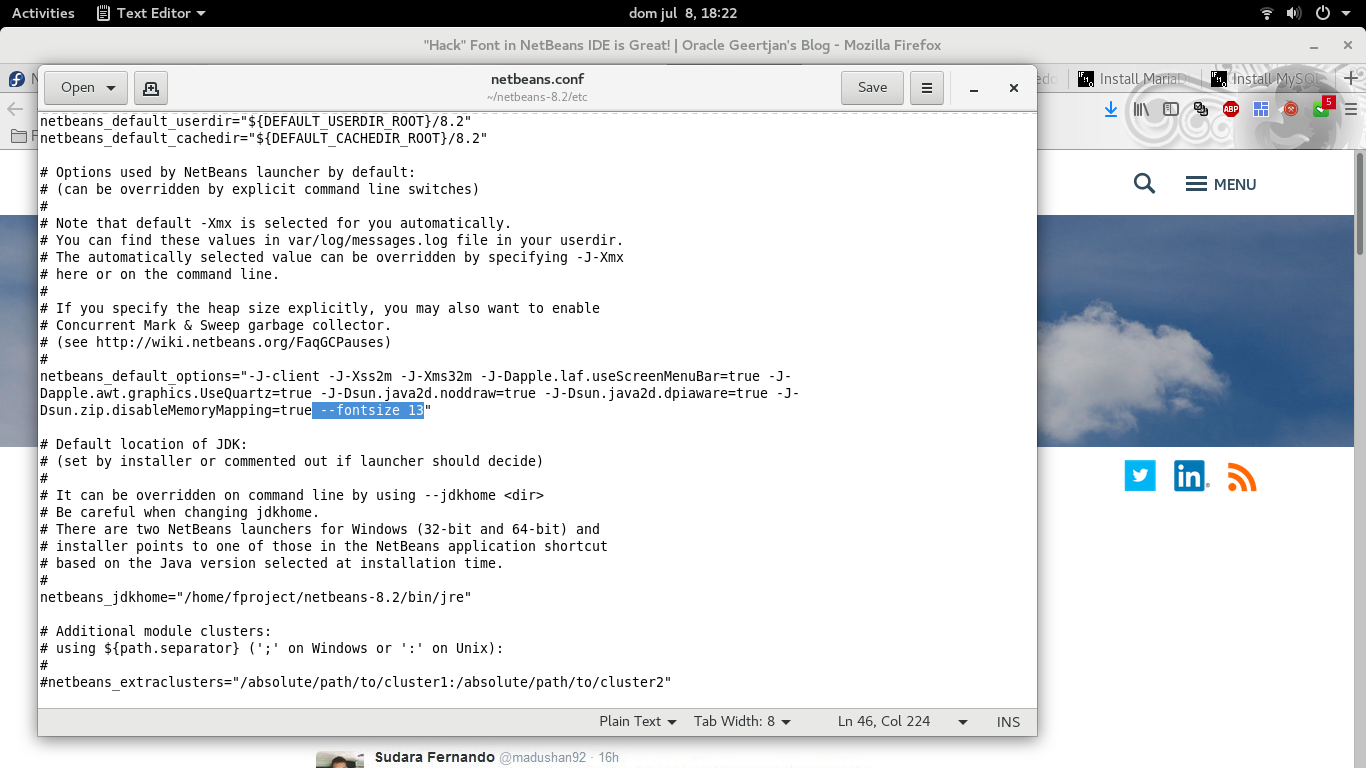 Activities Text Editor dom jul 8, 18:22
"Hack" Font in NetBeans IDE is Great! | Oracle Geertjan's Blog - Mozilla Firefox
Open netbeans.conf Save
~/netbeans-8.2/etc
Install MariaD Install MySQL
ABP 5
netbeans_default_userdir="${DEFAULT_USERDIR_ROOT}/8.2"
netbeans_default_cachedir="${DEFAULT_CACHEDIR_ROOT}/8.2"
# Options used by NetBeans launcher by default:
# (can be overridden by explicit command line switches)
#
# Note that default -Xmx is selected for you automatically.
# You can find these values in var/log/messages.log file in your userdir.
# The automatically selected value can be overridden by specifying -J-Xmx
# here or on the command line.
#
# If you specify the heap size explicitly, you may also want to enable
# Concurrent Mark & Sweep garbage collector.
# (see http://wiki.netbeans.org/FaqGCPauses)
#
netbeans_default_options="-J-client -J-Xss2m -J-Xms32m -J-Dapple.laf.useScreenMenuBar=true -J-
Dapple.awt.graphics.UseQuartz=true -J-Dsun.java2d.noddraw=true -J-Dsun.java2d.dpiaware=true -J-
Dsun.zip.disableMemoryMapping=true --fontsize 13"
# Default location of JDK:
# (set by installer or commented out if launcher should decide)
#
# It can be overridden on command line by using --jdkhome <dir>
# Be careful when changing jdkhome.
# There are two NetBeans launchers for Windows (32-bit and 64-bit) and
# installer points to one of those in the NetBeans application shortcut
# based on the Java version selected at installation time.
#
netbeans_jdkhome="/home/fproject/netbeans-8.2/bin/jre"
# Additional module clusters:
# using ${path.separator} (';' on Windows or ':' on Unix):
#
#netbeans_extraclusters="/absolute/path/to/cluster1:/absolute/path/to/cluster2"
Plain Text Tab Width: 8 Ln 46, Col 224 INS
MENU
in
Sudara Fernando @madushan92 · 16h